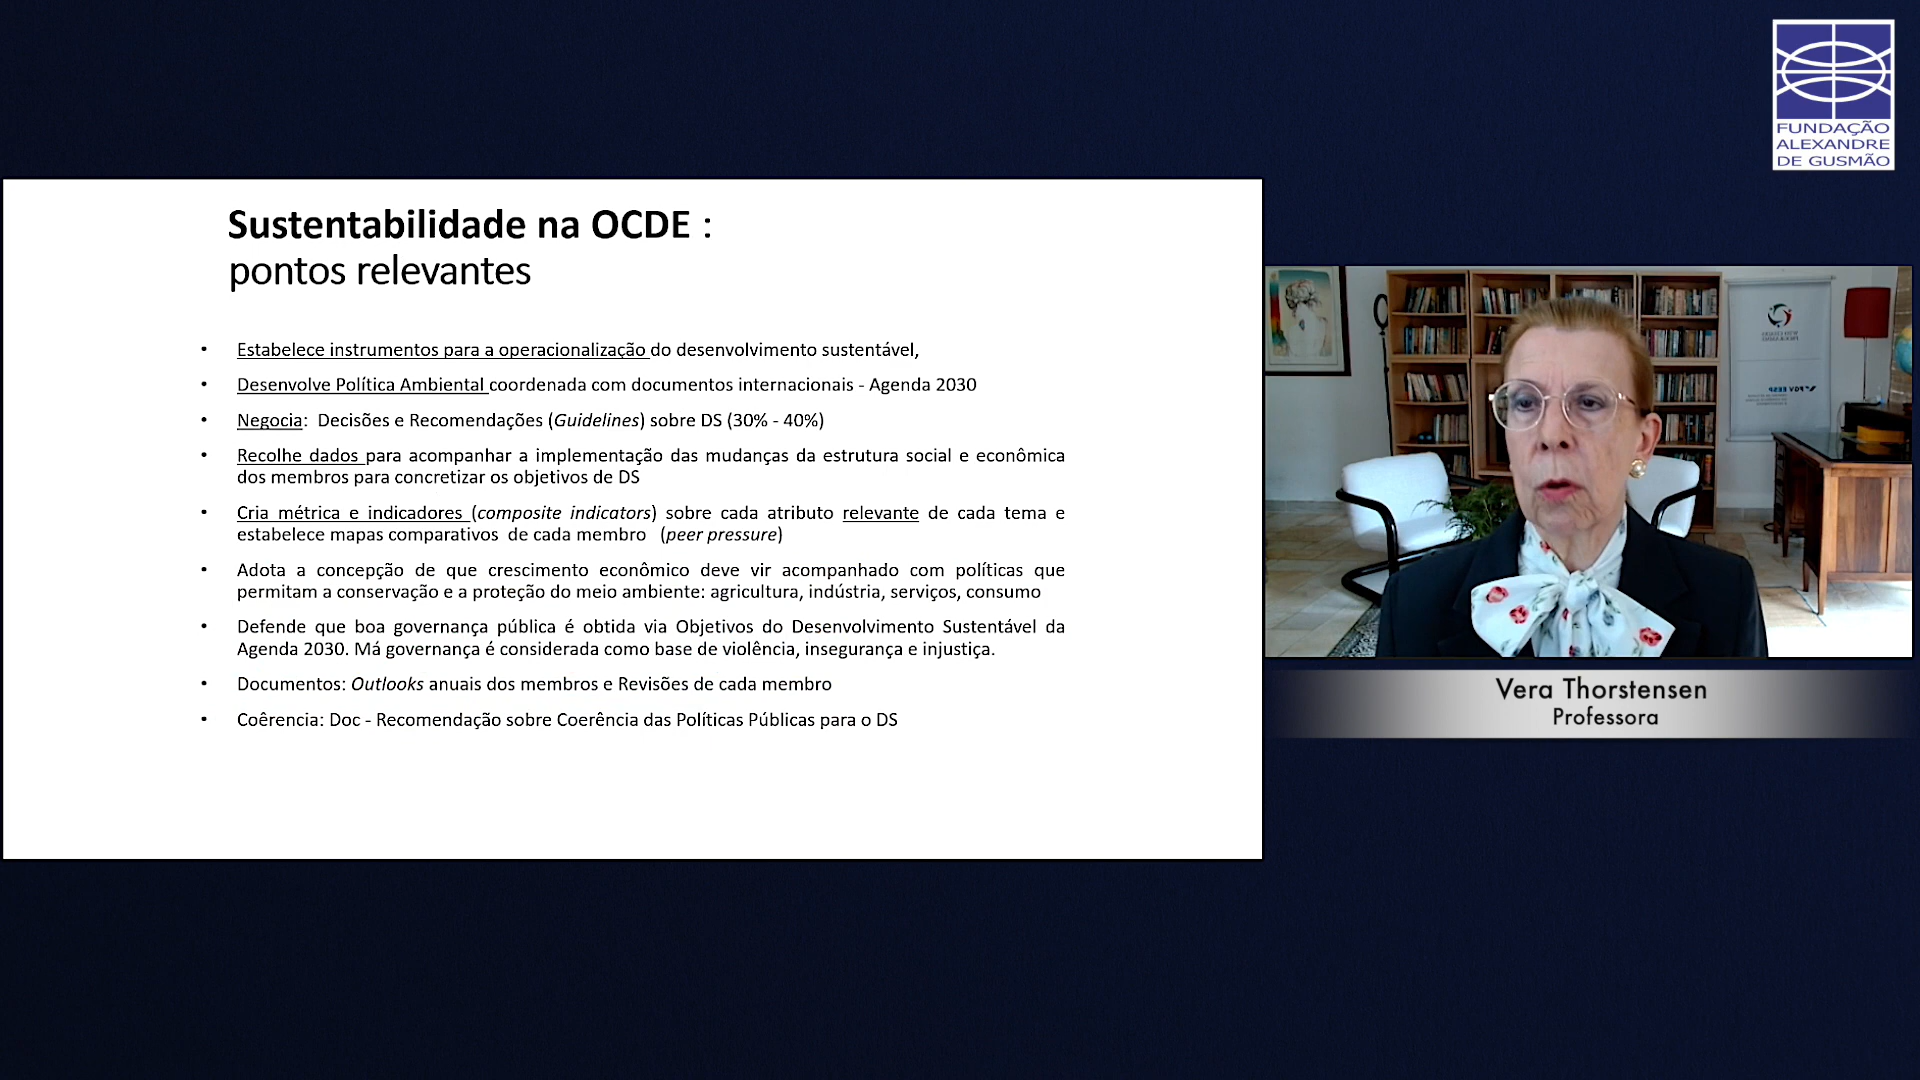 FUNDAÇÃO
ALEXANDRE
DE GUSMÃO
Sustentabilidade na OCDE :
pontos relevantes
• Estabelece instrumentos para a operacionalização do desenvolvimento sustentável,
• Desenvolve Política Ambiental coordenada com documentos internacionais - Agenda 2030
• Negocia: Decisões e Recomendações (Guidelines) sobre DS (30% - 40%)
• Recolhe dados para acompanhar a implementação das mudanças da estrutura social e econômica
dos membros para concretizar os objetivos de DS
• Cria métrica e indicadores (composite indicators) sobre cada atributo relevante de cada tema e
estabelece mapas comparativos de cada membro (peer pressure)
• Adota a concepção de que crescimento econômico deve vir acompanhado com políticas que
permitam a conservação e a proteção do meio ambiente: agricultura, indústria, serviços, consumo
• Defende que boa governança pública é obtida via Objetivos do Desenvolvimento Sustentável da
Agenda 2030. Má governança é considerada como base de violência, insegurança e injustiça.
• Documentos: Outlooks anuais dos membros e Revisões de cada membro
• Coêrencia: Doc - Recomendação sobre Coerência das Políticas Públicas para o DS
FGV EESP
Vera Thorstensen
Professora